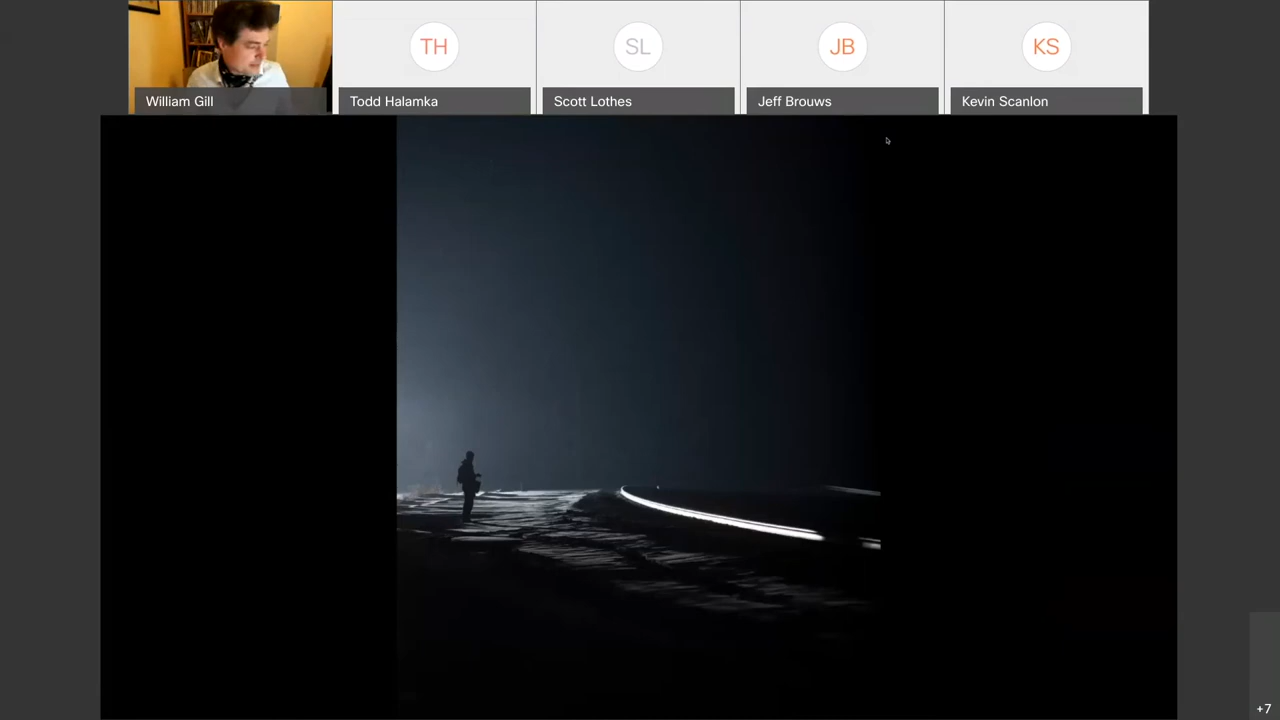 TH
SL
JB
KS
William Gill
Todd Halamka
Scott Lothes
Jeff Brouws
Kevin Scanlon
+7